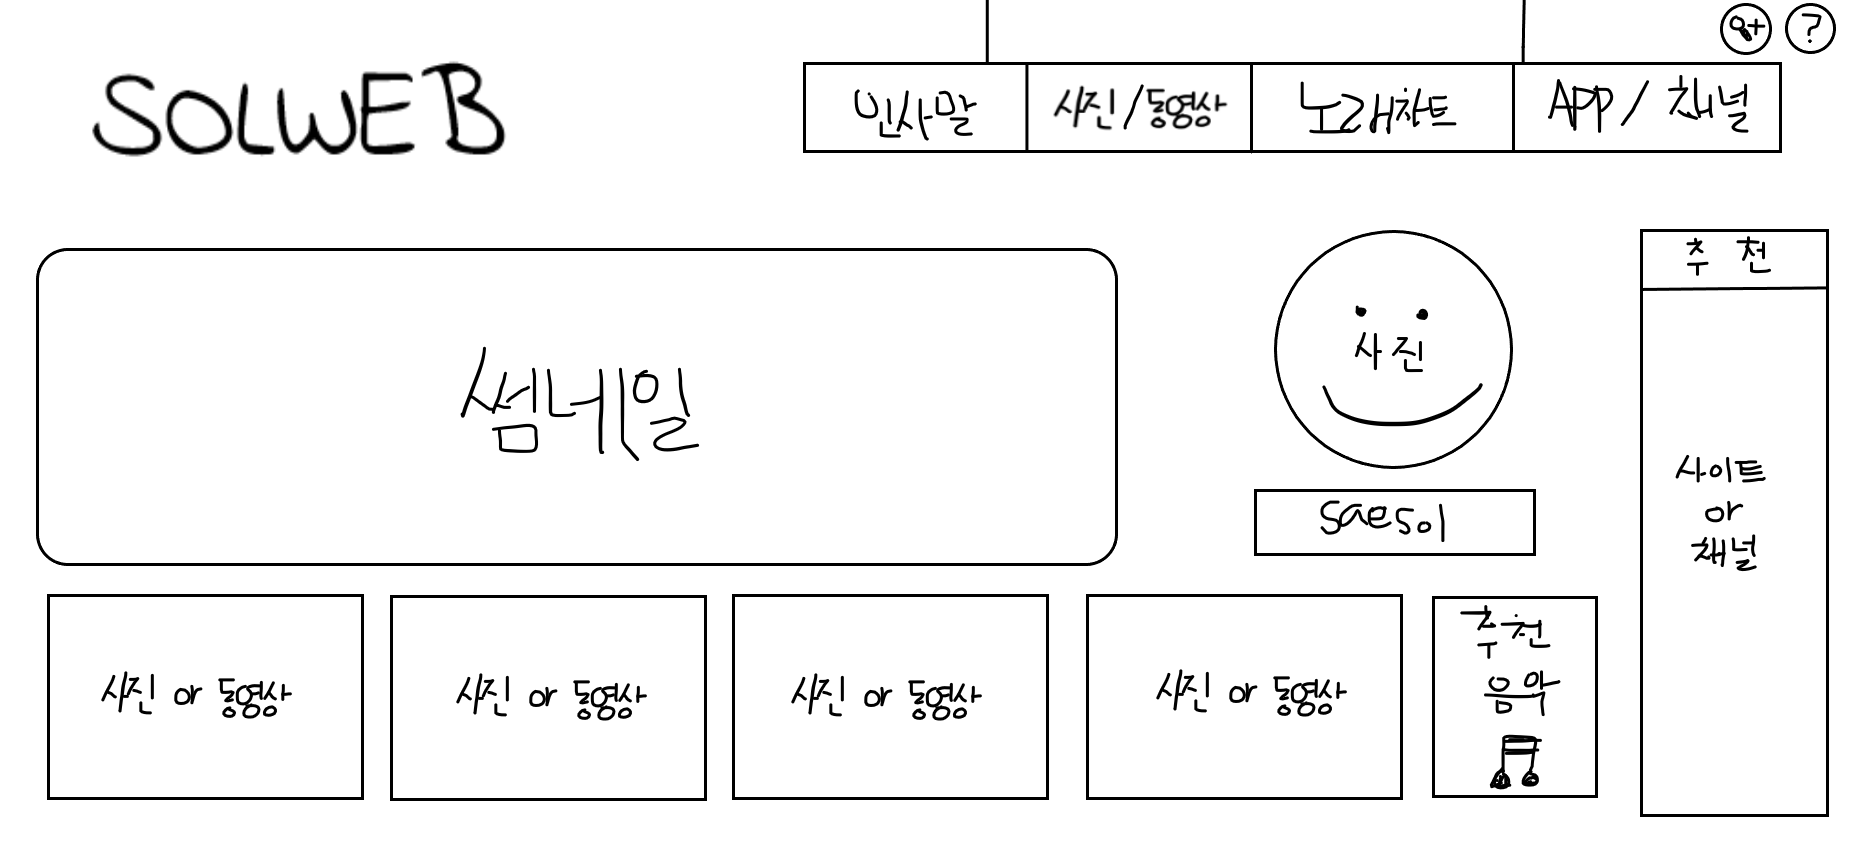 ?
SOLWEB
인사말
사진/동영상
노래차트
APP/채널
추천
썸네일
사진
사이트
or
채널
saesol
사진 or 동영상
사진 or 동영상
사진 or 동영상
사진 or 동영상
추천
음악